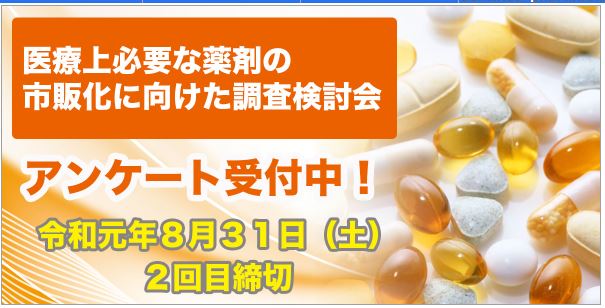 医療上必要な薬剤の
市販化に向けた調査検討会
アンケート受付中！
令和元年８月３１日（土）
２回目締切